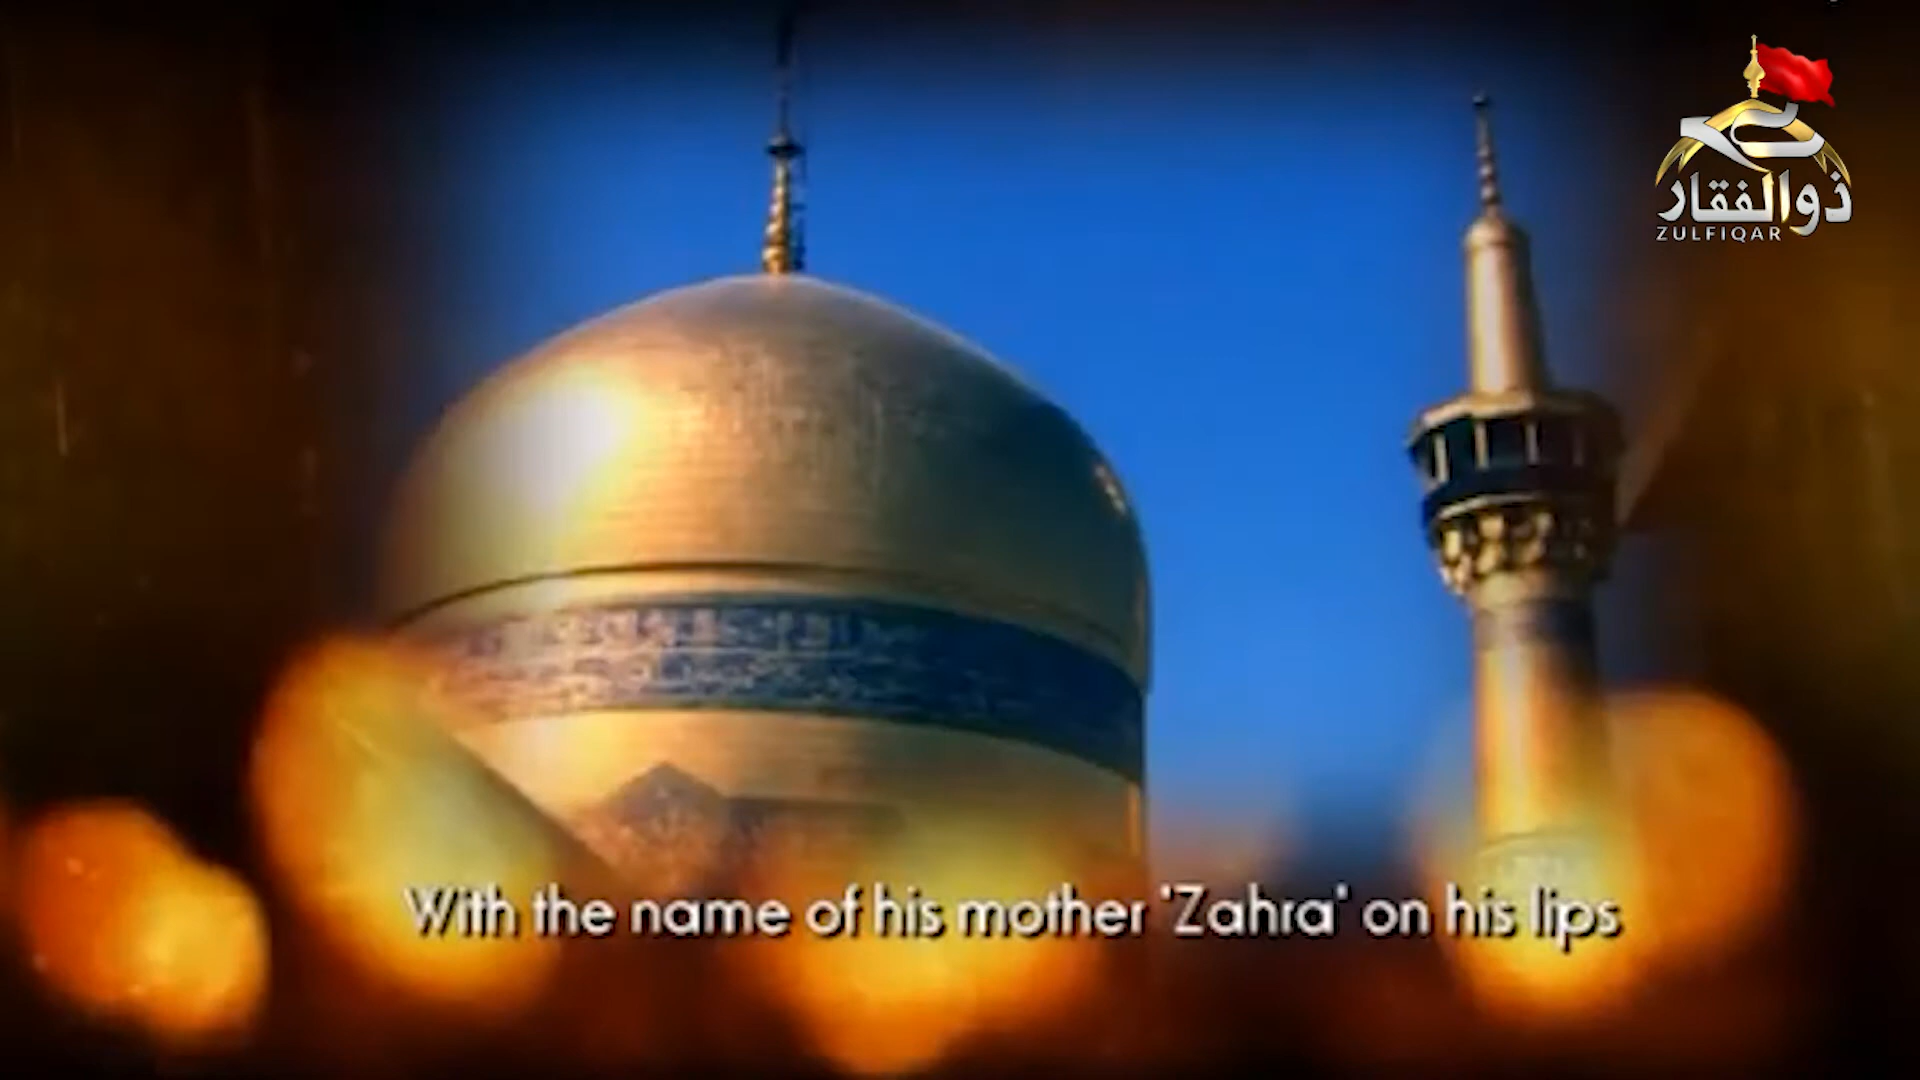 ذوالفقار
ZULFIQAR
With the name of his mother 'Zahra' on his lips